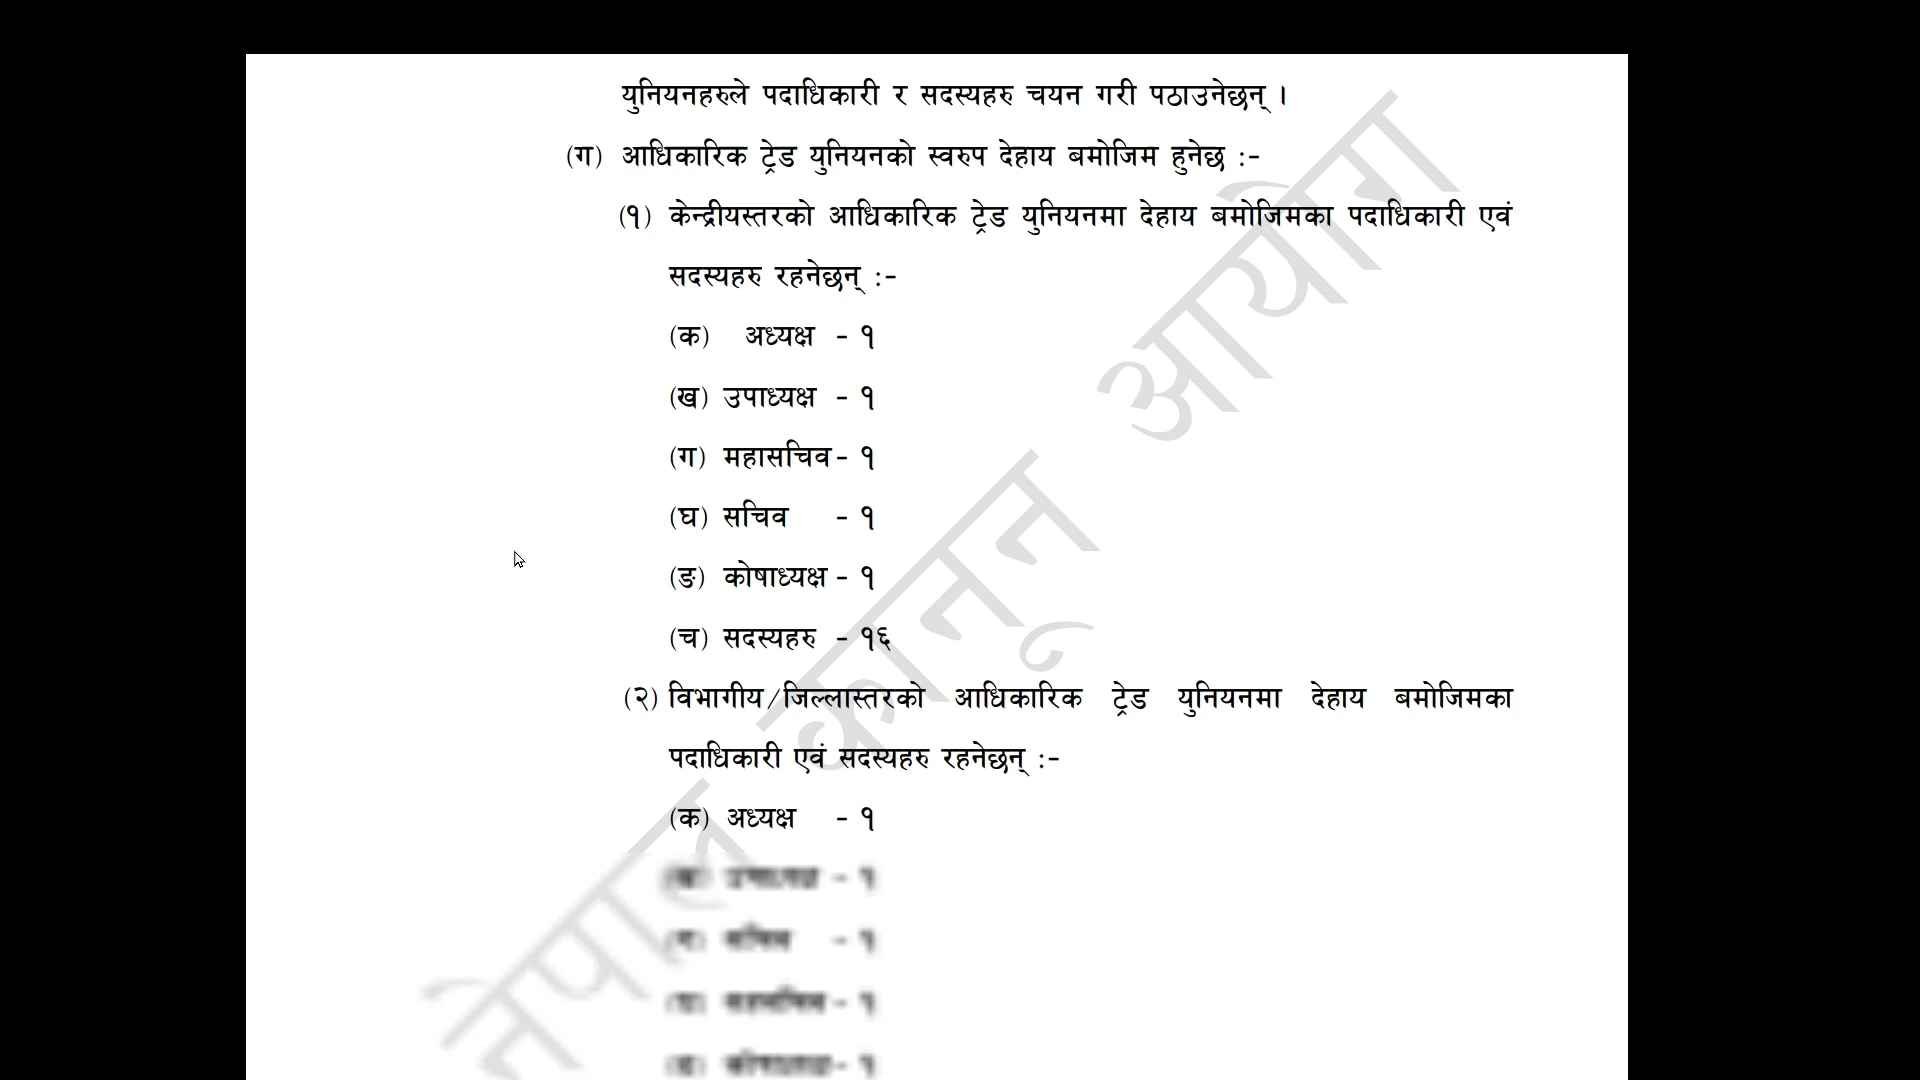 युनियनहरुले पदाधिकारी र सदस्यहरु चयन गरी पठाउनेछन् ।
(ग) आधिकारिक ट्रेड युनियनको स्वरुप देहाय बमोजिम हुनेछ :-
(१) केन्द्रीयस्तरको आधिकारिक ट्रेड युनियनमा देहाय बमोजिमका पदाधिकारी एवं
सदस्यहरु रहनेछन् :-
(क) अध्यक्ष - १
(ख) उपाध्यक्ष - १
(ग) महासचिव - १
(घ) सचिव - १
(ङ) कोषाध्यक्ष - १
(च) सदस्यहरु - १६
(२) विभागीय/जिल्लास्तरको आधिकारिक ट्रेड युनियनमा देहाय बमोजिमका
पदाधिकारी एवं सदस्यहरु रहनेछन् :-
(क) अध्यक्ष - १
नेपाल कानून आयोग